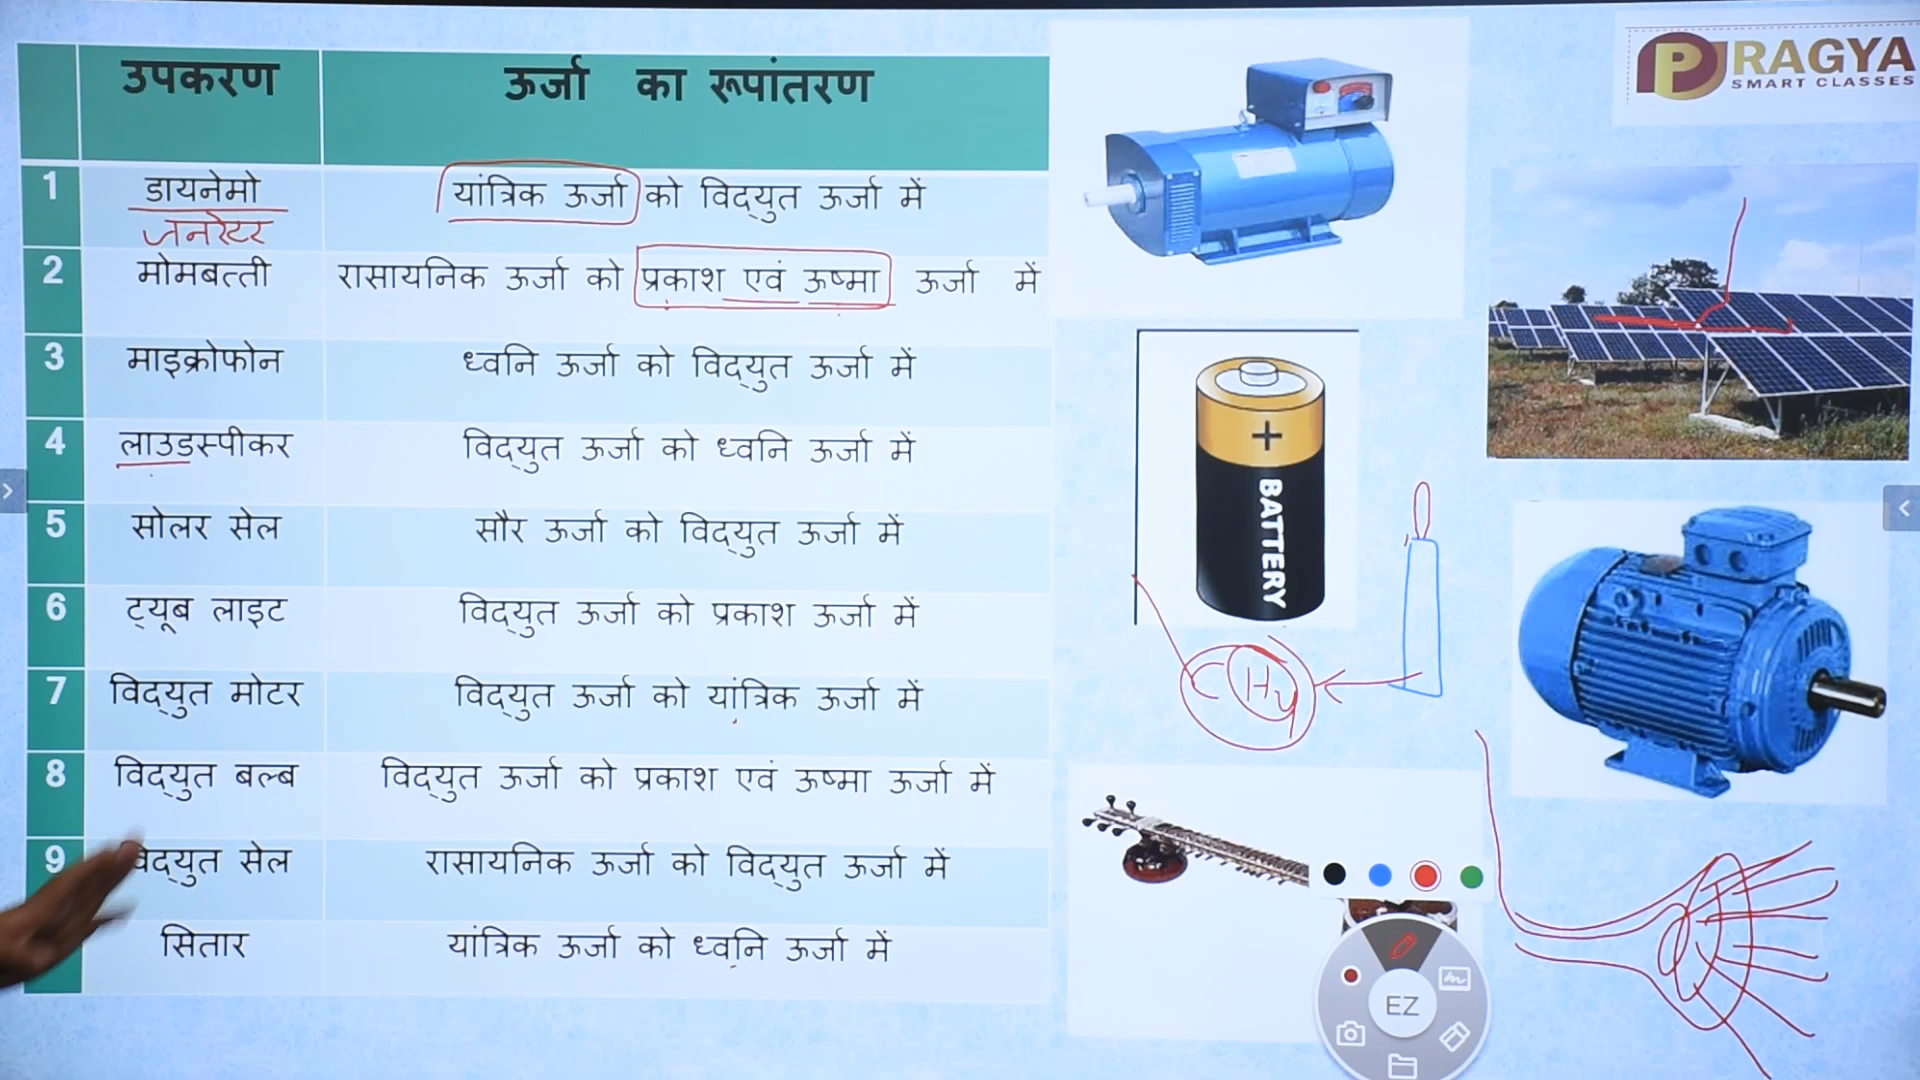 उपकरण ऊर्जा का रूपांतरण
1 डायनेमो यांत्रिक ऊर्जा को विद्युत ऊर्जा में
जनरेटर
2 मोमबत्ती रासायनिक ऊर्जा को प्रकाश एवं ऊष्मा ऊर्जा में
3 माइक्रोफोन ध्वनि ऊर्जा को विद्युत ऊर्जा में
4 लाउडस्पीकर विद्युत ऊर्जा को ध्वनि ऊर्जा में
5 सोलर सेल सौर ऊर्जा को विद्युत ऊर्जा में
6 ट्यूब लाइट विद्युत ऊर्जा को प्रकाश ऊर्जा में
7 विद्युत मोटर विद्युत ऊर्जा को यांत्रिक ऊर्जा में
8 विद्युत बल्ब विद्युत ऊर्जा को प्रकाश एवं ऊष्मा ऊर्जा में
9 विद्युत सेल रासायनिक ऊर्जा को विद्युत ऊर्जा में
सितार यांत्रिक ऊर्जा को ध्वनि ऊर्जा में
PRAGYA
SMART CLASSES
+
BATTERY
EZ